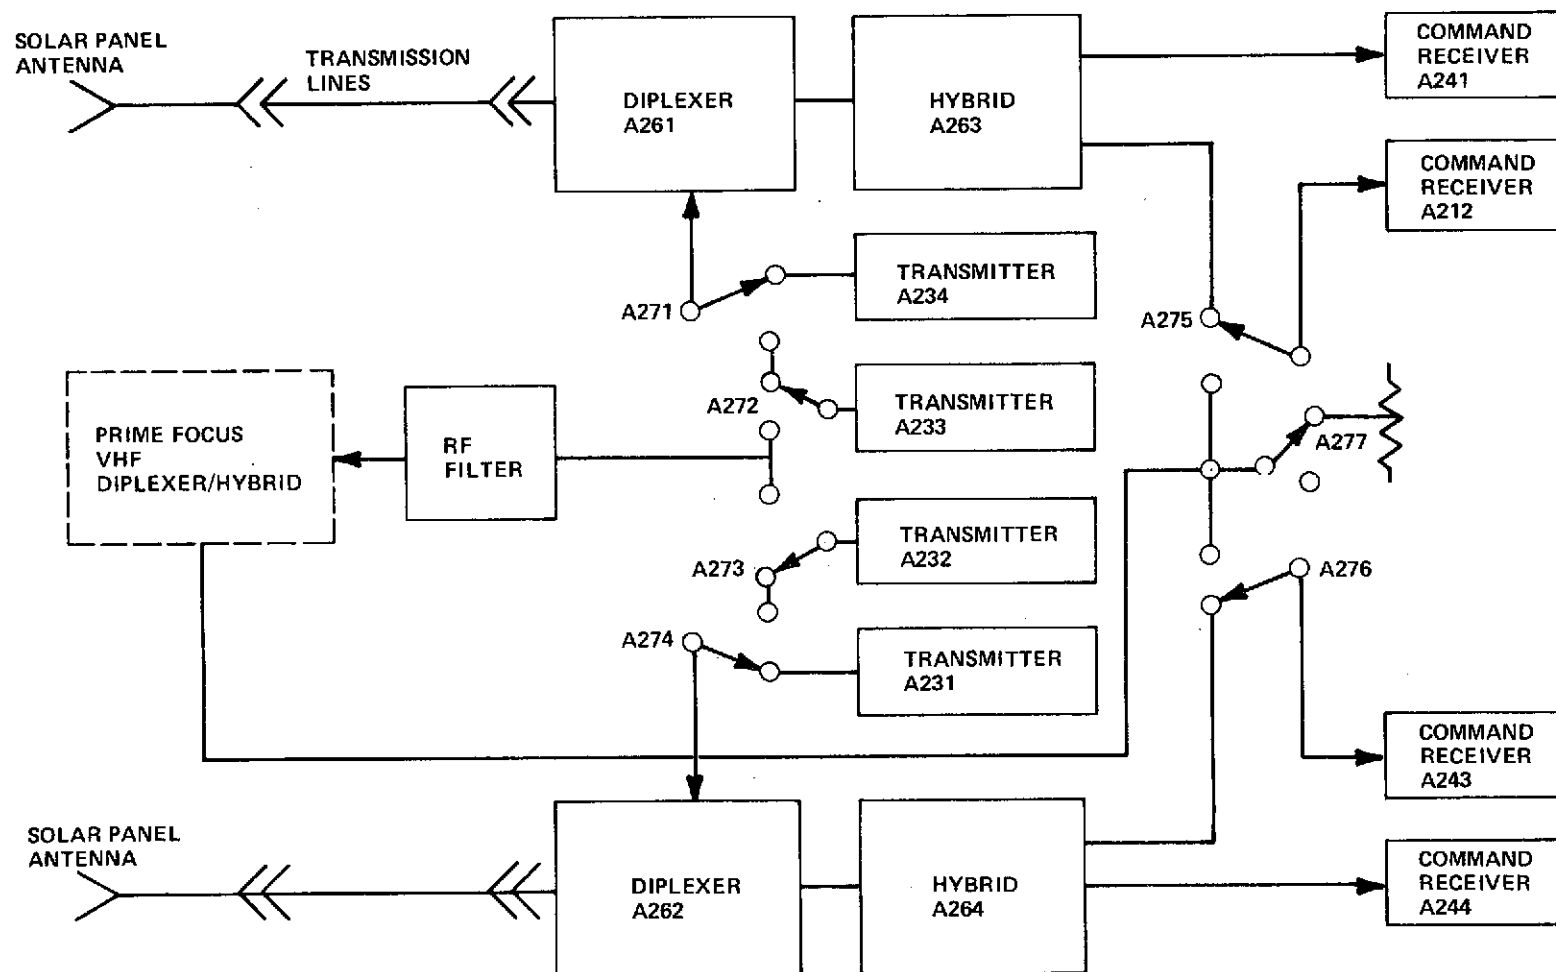 SOLAR PANEL
ANTENNA
TRANSMISSION
LINES
DIPLEXER
A261
HYBRID
A263
COMMAND
RECEIVER
A241
COMMAND
RECEIVER
A212
TRANSMITTER
A234
A271
A275
PRIME FOCUS
VHF
DIPLEXER/HYBRID
RF
FILTER
A272
TRANSMITTER
A233
A277
TRANSMITTER
A232
A273
A276
A274
TRANSMITTER
A231
COMMAND
RECEIVER
A243
SOLAR PANEL
ANTENNA
DIPLEXER
A262
HYBRID
A264
COMMAND
RECEIVER
A244